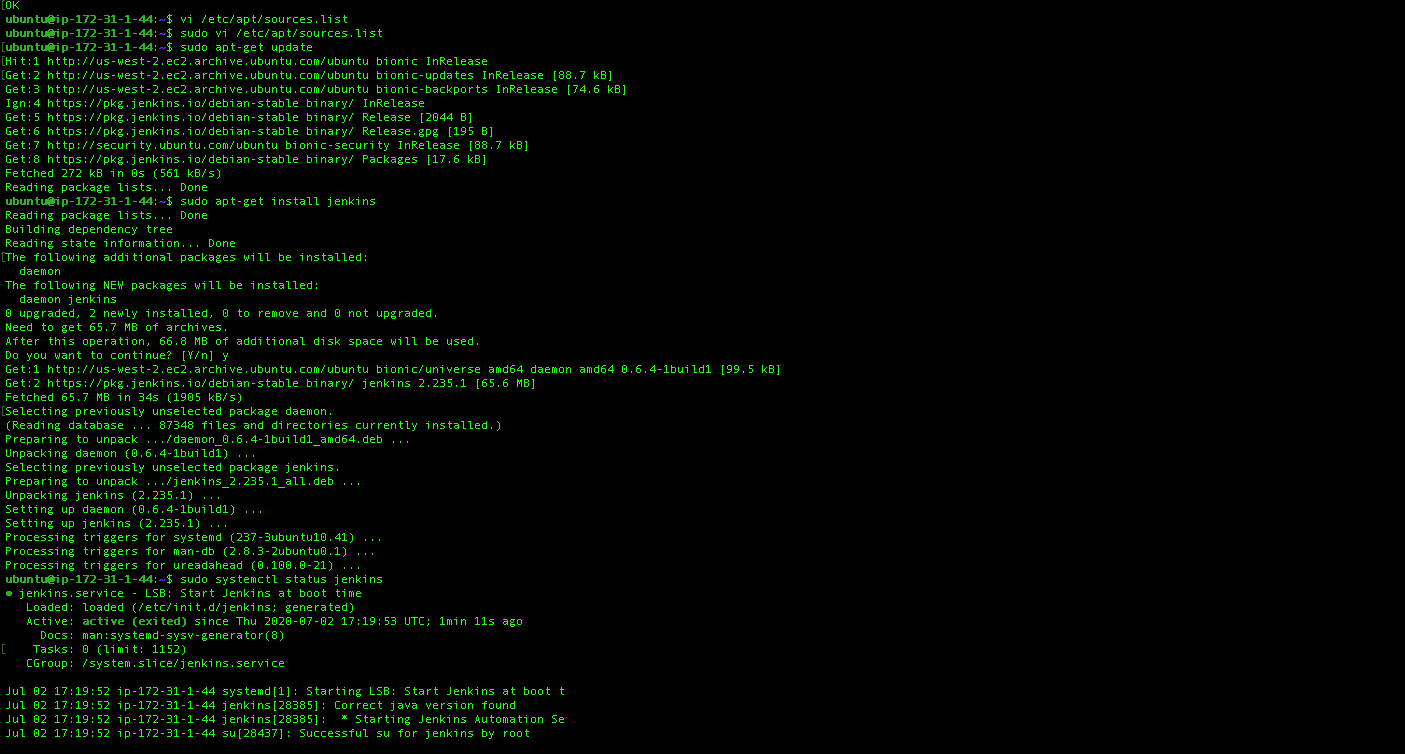 OK
ubuntu@ip-172-31-1-44:~$ vi /etc/apt/sources.list
ubuntu@ip-172-31-1-44:~$ sudo vi /etc/apt/sources.list
[ubuntu@ip-172-31-1-44:~$ sudo apt-get update
[Hit:1 http://us-west-2.ec2.archive.ubuntu.com/ubuntu bionic InRelease
[Get:2 http://us-west-2.ec2.archive.ubuntu.com/ubuntu bionic-updates InRelease [88.7 kB]
Get:3 http://us-west-2.ec2.archive.ubuntu.com/ubuntu bionic-backports InRelease [74.6 kB]
Ign:4 https://pkg.jenkins.io/debian-stable binary/ InRelease
Get:5 https://pkg.jenkins.io/debian-stable binary/ Release [2044 B]
Get:6 https://pkg.jenkins.io/debian-stable binary/ Release.gpg [195 B]
Get:7 http://security.ubuntu.com/ubuntu bionic-security InRelease [88.7 kB]
Get:8 https://pkg.jenkins.io/debian-stable binary/ Packages [17.6 kB]
Fetched 272 kB in 0s (561 kB/s)
Reading package lists... Done
ubuntu@ip-172-31-1-44:~$ sudo apt-get install jenkins
Reading package lists... Done
Building dependency tree
Reading state information... Done
[The following additional packages will be installed:
  daemon
The following NEW packages will be installed:
  daemon jenkins
0 upgraded, 2 newly installed, 0 to remove and 0 not upgraded.
Need to get 65.7 MB of archives.
After this operation, 66.8 MB of additional disk space will be used.
Do you want to continue? [Y/n] y
Get:1 http://us-west-2.ec2.archive.ubuntu.com/ubuntu bionic/universe amd64 daemon amd64 0.6.4-1build1 [99.5 kB]
Get:2 https://pkg.jenkins.io/debian-stable binary/ jenkins 2.235.1 [65.6 MB]
Fetched 65.7 MB in 34s (1905 kB/s)
[Selecting previously unselected package daemon.
(Reading database ... 87348 files and directories currently installed.)
Preparing to unpack .../daemon_0.6.4-1build1_amd64.deb ...
Unpacking daemon (0.6.4-1build1) ...
Selecting previously unselected package jenkins.
Preparing to unpack .../jenkins_2.235.1_all.deb ...
Unpacking jenkins (2.235.1) ...
Setting up daemon (0.6.4-1build1) ...
Setting up jenkins (2.235.1) ...
Processing triggers for systemd (237-3ubuntu10.41) ...
Processing triggers for man-db (2.8.3-2ubuntu0.1) ...
Processing triggers for ureadahead (0.100.0-21) ...
ubuntu@ip-172-31-1-44:~$ sudo systemctl status jenkins
● jenkins.service - LSB: Start Jenkins at boot time
   Loaded: loaded (/etc/init.d/jenkins; generated)
   Active: active (exited) since Thu 2020-07-02 17:19:53 UTC; 1min 11s ago
     Docs: man:systemd-sysv-generator(8)
[    Tasks: 0 (limit: 1152)
   CGroup: /system.slice/jenkins.service

Jul 02 17:19:52 ip-172-31-1-44 systemd[1]: Starting LSB: Start Jenkins at boot t
Jul 02 17:19:52 ip-172-31-1-44 jenkins[28385]: Correct java version found
Jul 02 17:19:52 ip-172-31-1-44 jenkins[28385]:  * Starting Jenkins Automation Se
Jul 02 17:19:52 ip-172-31-1-44 su[28437]: Successful su for jenkins by root